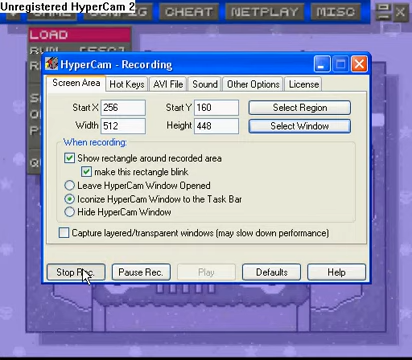 Unregistered HyperCam 2
GAME CONFIG CHEAT NETPLAY MISC
LOAD
RUN [ESC]
HyperCam - Recording
Screen Area Hot Keys AVI File Sound Other Options License
Start X 256 Start Y 160 Select Region
Width 512 Height 448 Select Window
When recording:
Show rectangle around recorded area
make this rectangle blink
Leave HyperCam Window Opened
Iconize HyperCam Window to the Task Bar
Hide HyperCam Window
Capture layered/transparent windows (may slow down performance)
Stop Rec. Pause Rec. Play Defaults Help